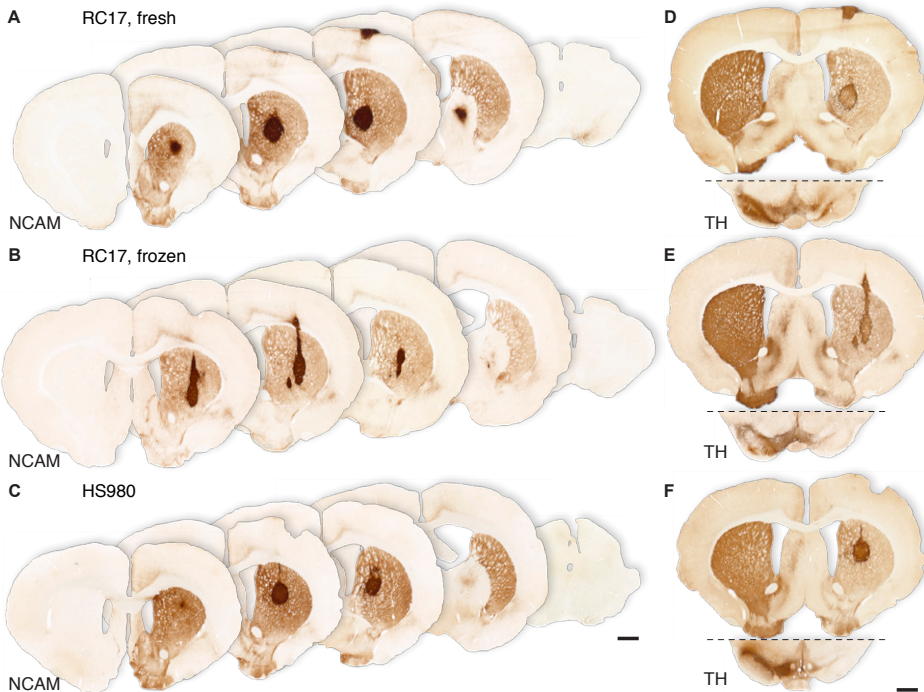 A RC17, fresh
NCAM
B RC17, frozen
NCAM
C HS980
NCAM
D
TH
E
TH
F
TH